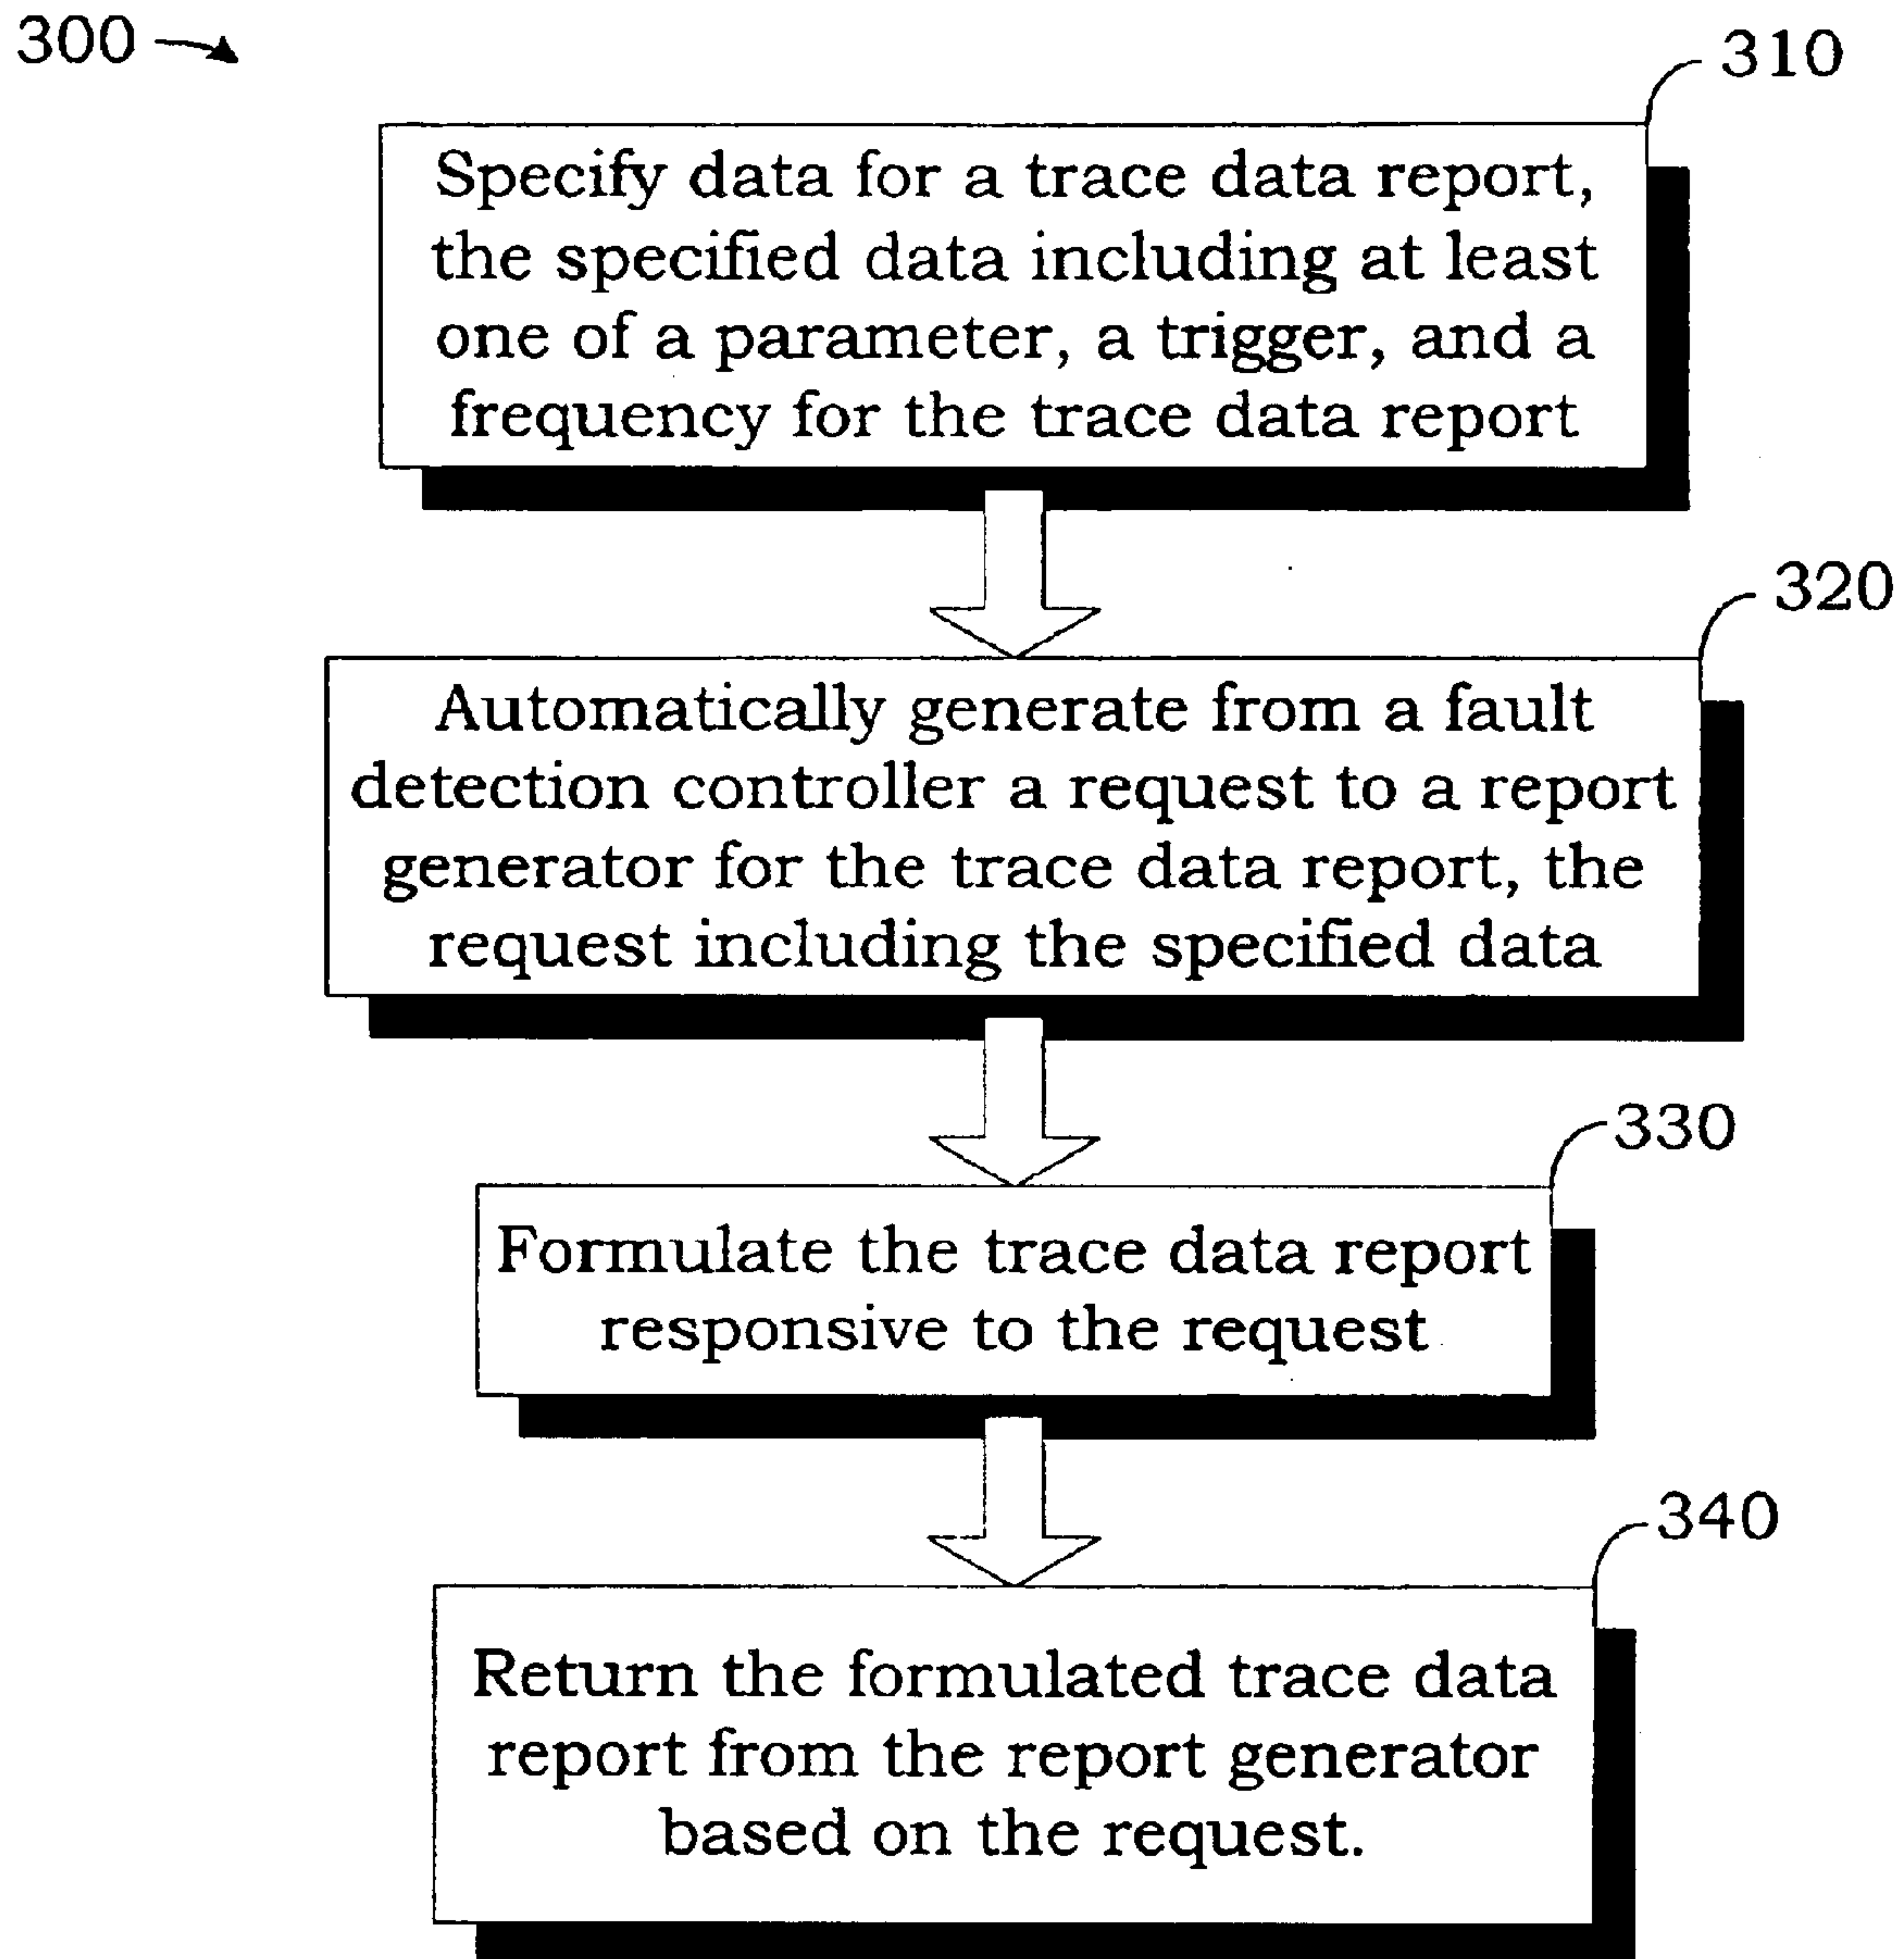 300
310
Specify data for a trace data report,
the specified data including at least
one of a parameter, a trigger, and a
frequency for the trace data report
320
Automatically generate from a fault
detection controller a request to a report
generator for the trace data report, the
request including the specified data
330
Formulate the trace data report
responsive to the request
340
Return the formulated trace data
report from the report generator
based on the request.